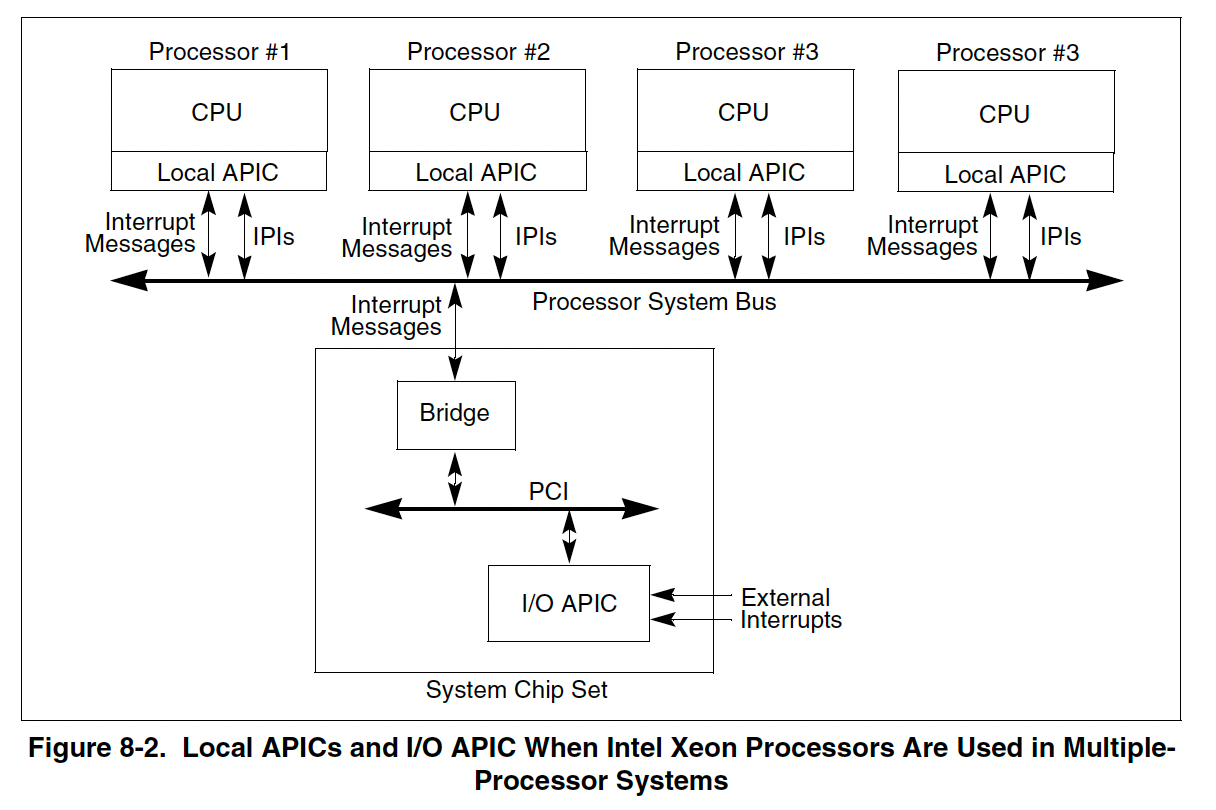 Processor #1
Processor #2
Processor #3
Processor #3
CPU
CPU
CPU
CPU
Local APIC
Local APIC
Local APIC
Local APIC
Interrupt
Messages
IPIs
Interrupt
Messages
IPIs
Interrupt
Messages
IPIs
Interrupt
Messages
IPIs
Processor System Bus
Interrupt
Messages
Bridge
PCI
I/O APIC
External
Interrupts
System Chip Set
Figure 8-2. Local APICs and I/O APIC When Intel Xeon Processors Are Used in Multiple-
Processor Systems